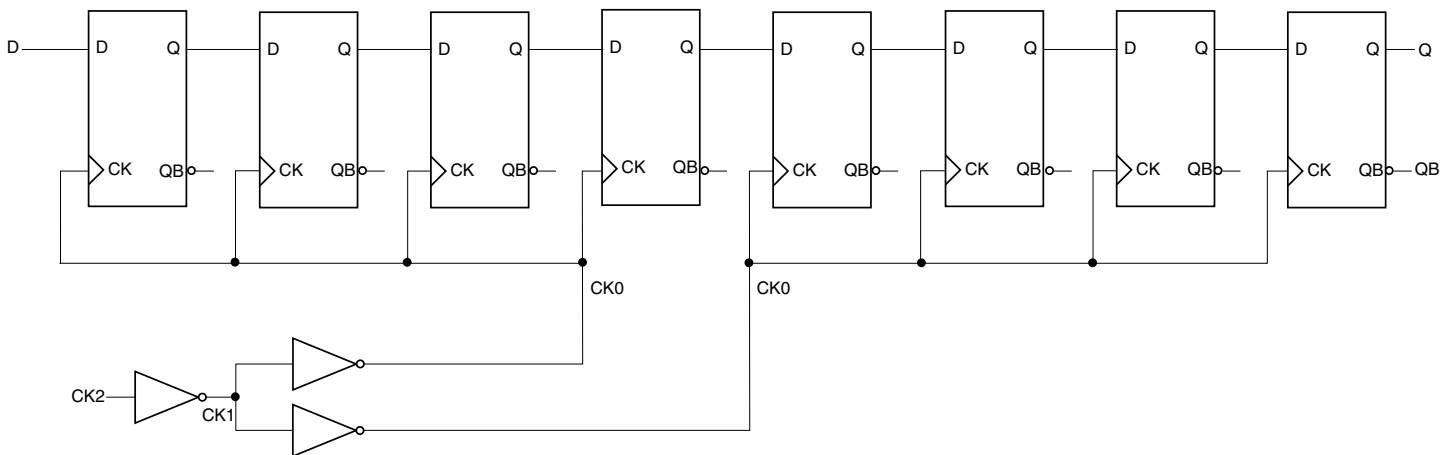 D D Q D Q D Q D Q D Q D Q D Q D Q Q
CK QB CK QB CK QB CK QB CK QB CK QB CK QB CK QB QB
CK0 CK0
CK2
CK1